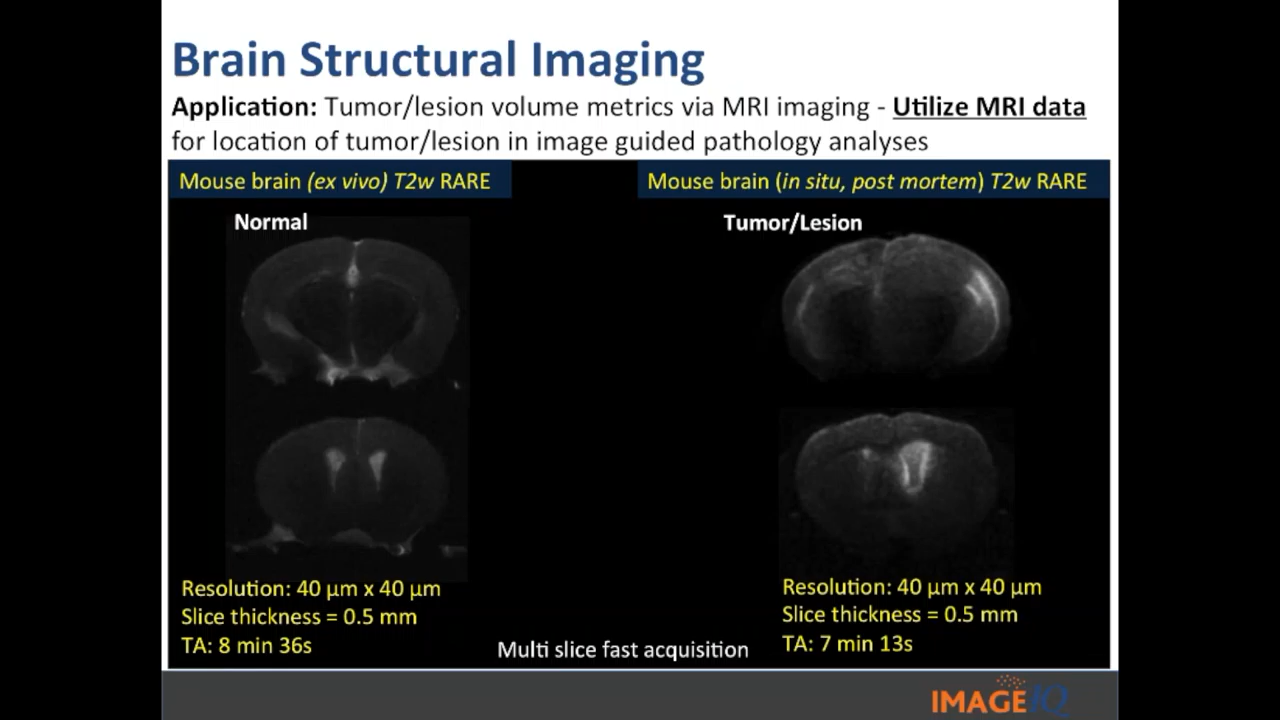 Brain Structural Imaging
Application: Tumor/lesion volume metrics via MRI imaging - Utilize MRI data
for location of tumor/lesion in image guided pathology analyses
Mouse brain (ex vivo) T2w RARE
Mouse brain (in situ, post mortem) T2w RARE
Normal
Tumor/Lesion
Resolution: 40 µm x 40 µm
Slice thickness = 0.5 mm
TA: 8 min 36s
Resolution: 40 µm x 40 µm
Slice thickness = 0.5 mm
TA: 7 min 13s
Multi slice fast acquisition
IMAGEIQ